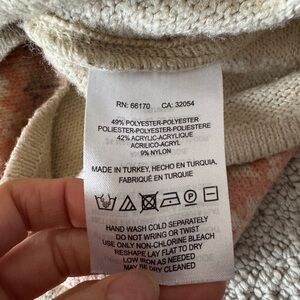 RN: 66170 CA: 32054
49% POLYESTER-POLYESTER
POLIESTER-POLYESTER-POLIESTERE
42% ACRYLIC-ACRYLIQUE
ACRILICO-ACRYL
9% NYLON
MADE IN TURKEY, HECHO EN TURQUIA,
FABRIQUÉ EN TURQUIE
HAND WASH COLD SEPARATELY
DO NOT WRING OR TWIST
USE ONLY NON-CHLORINE BLEACH
RESHAPE LAY FLAT TO DRY
LOW IRON AS NEEDED
MAY BE DRY CLEANED